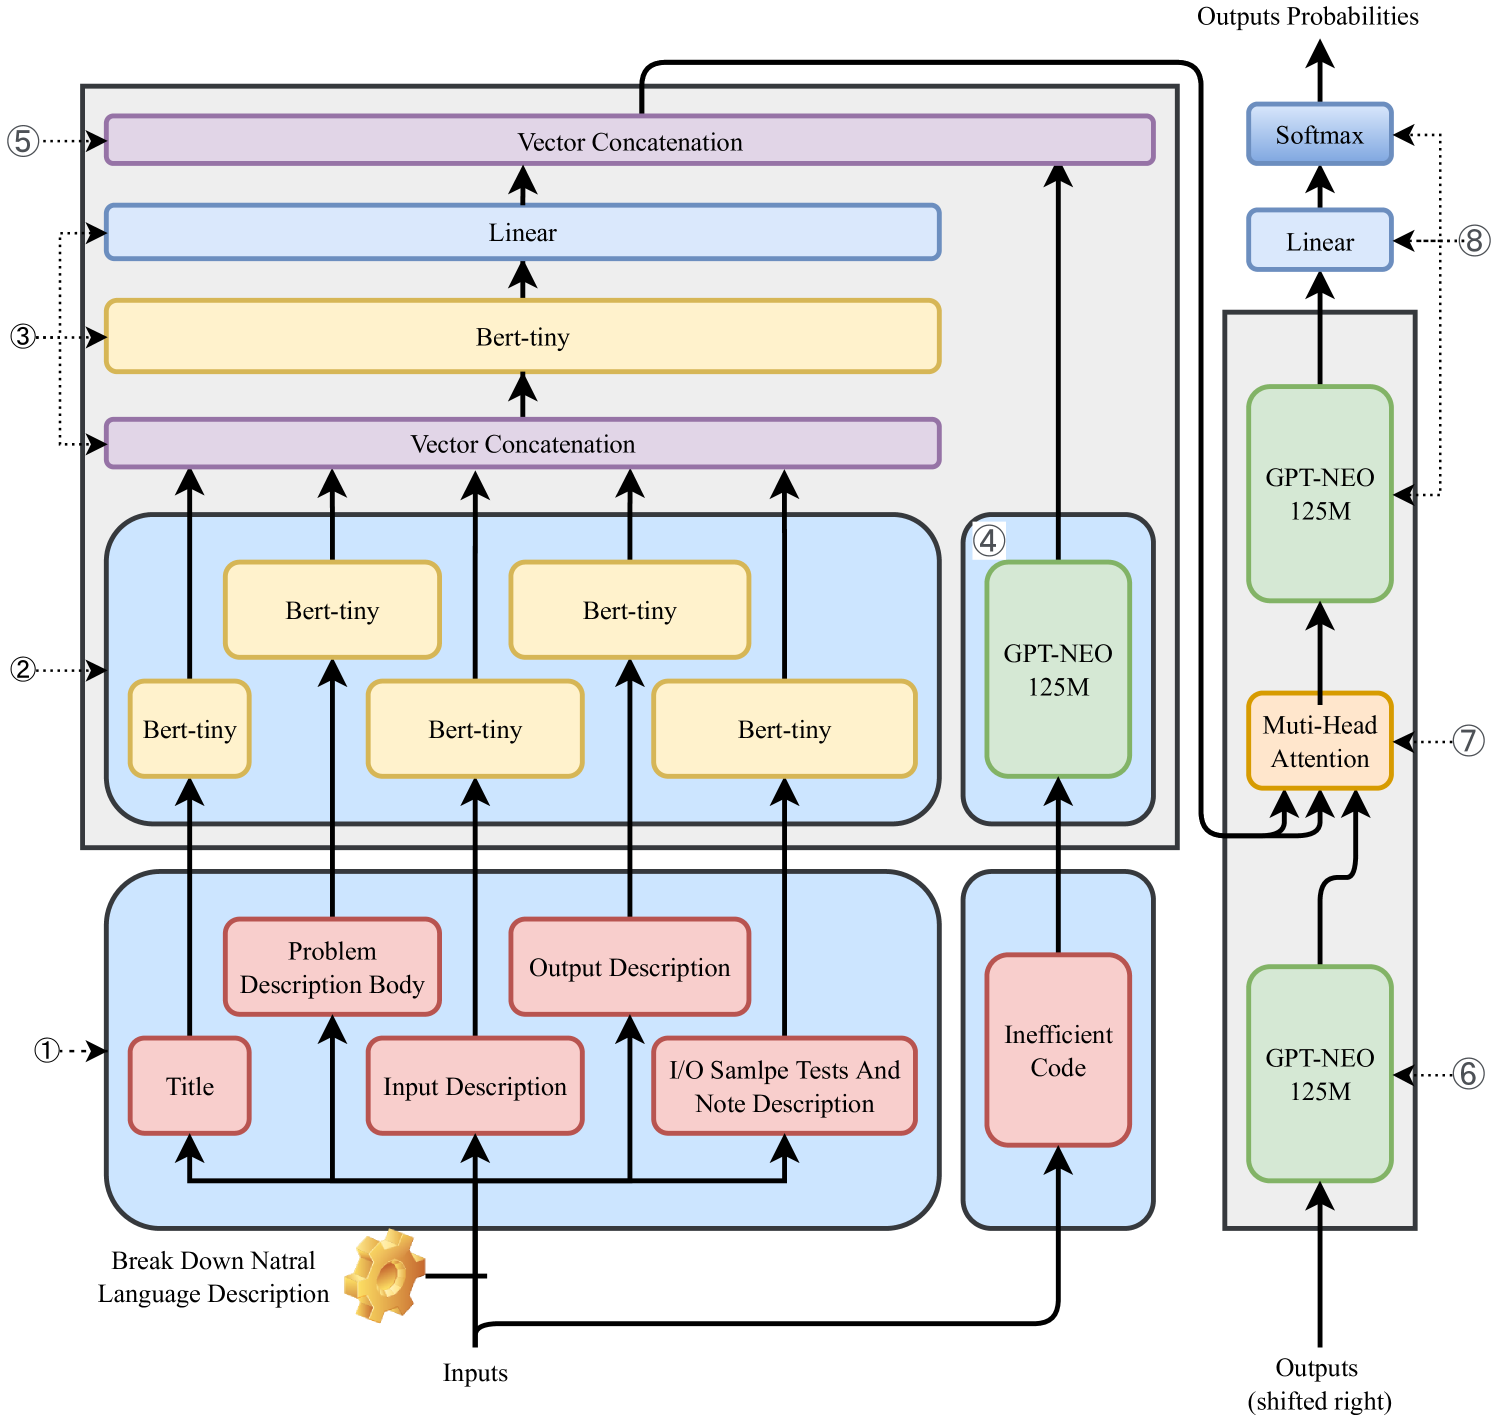 Outputs Probabilities
⑤
Vector Concatenation
Softmax
Linear
Linear
⑧
③
Bert-tiny
Vector Concatenation
GPT-NEO
125M
④
Bert-tiny
Bert-tiny
②
GPT-NEO
125M
Bert-tiny
Bert-tiny
Bert-tiny
Muti-Head
Attention
⑦
Problem
Description Body
Output Description
①
Title
Input Description
I/O Samlpe Tests And
Note Description
Inefficient
Code
GPT-NEO
125M
⑥
Break Down Natral
Language Description
Inputs
Outputs
(shifted right)